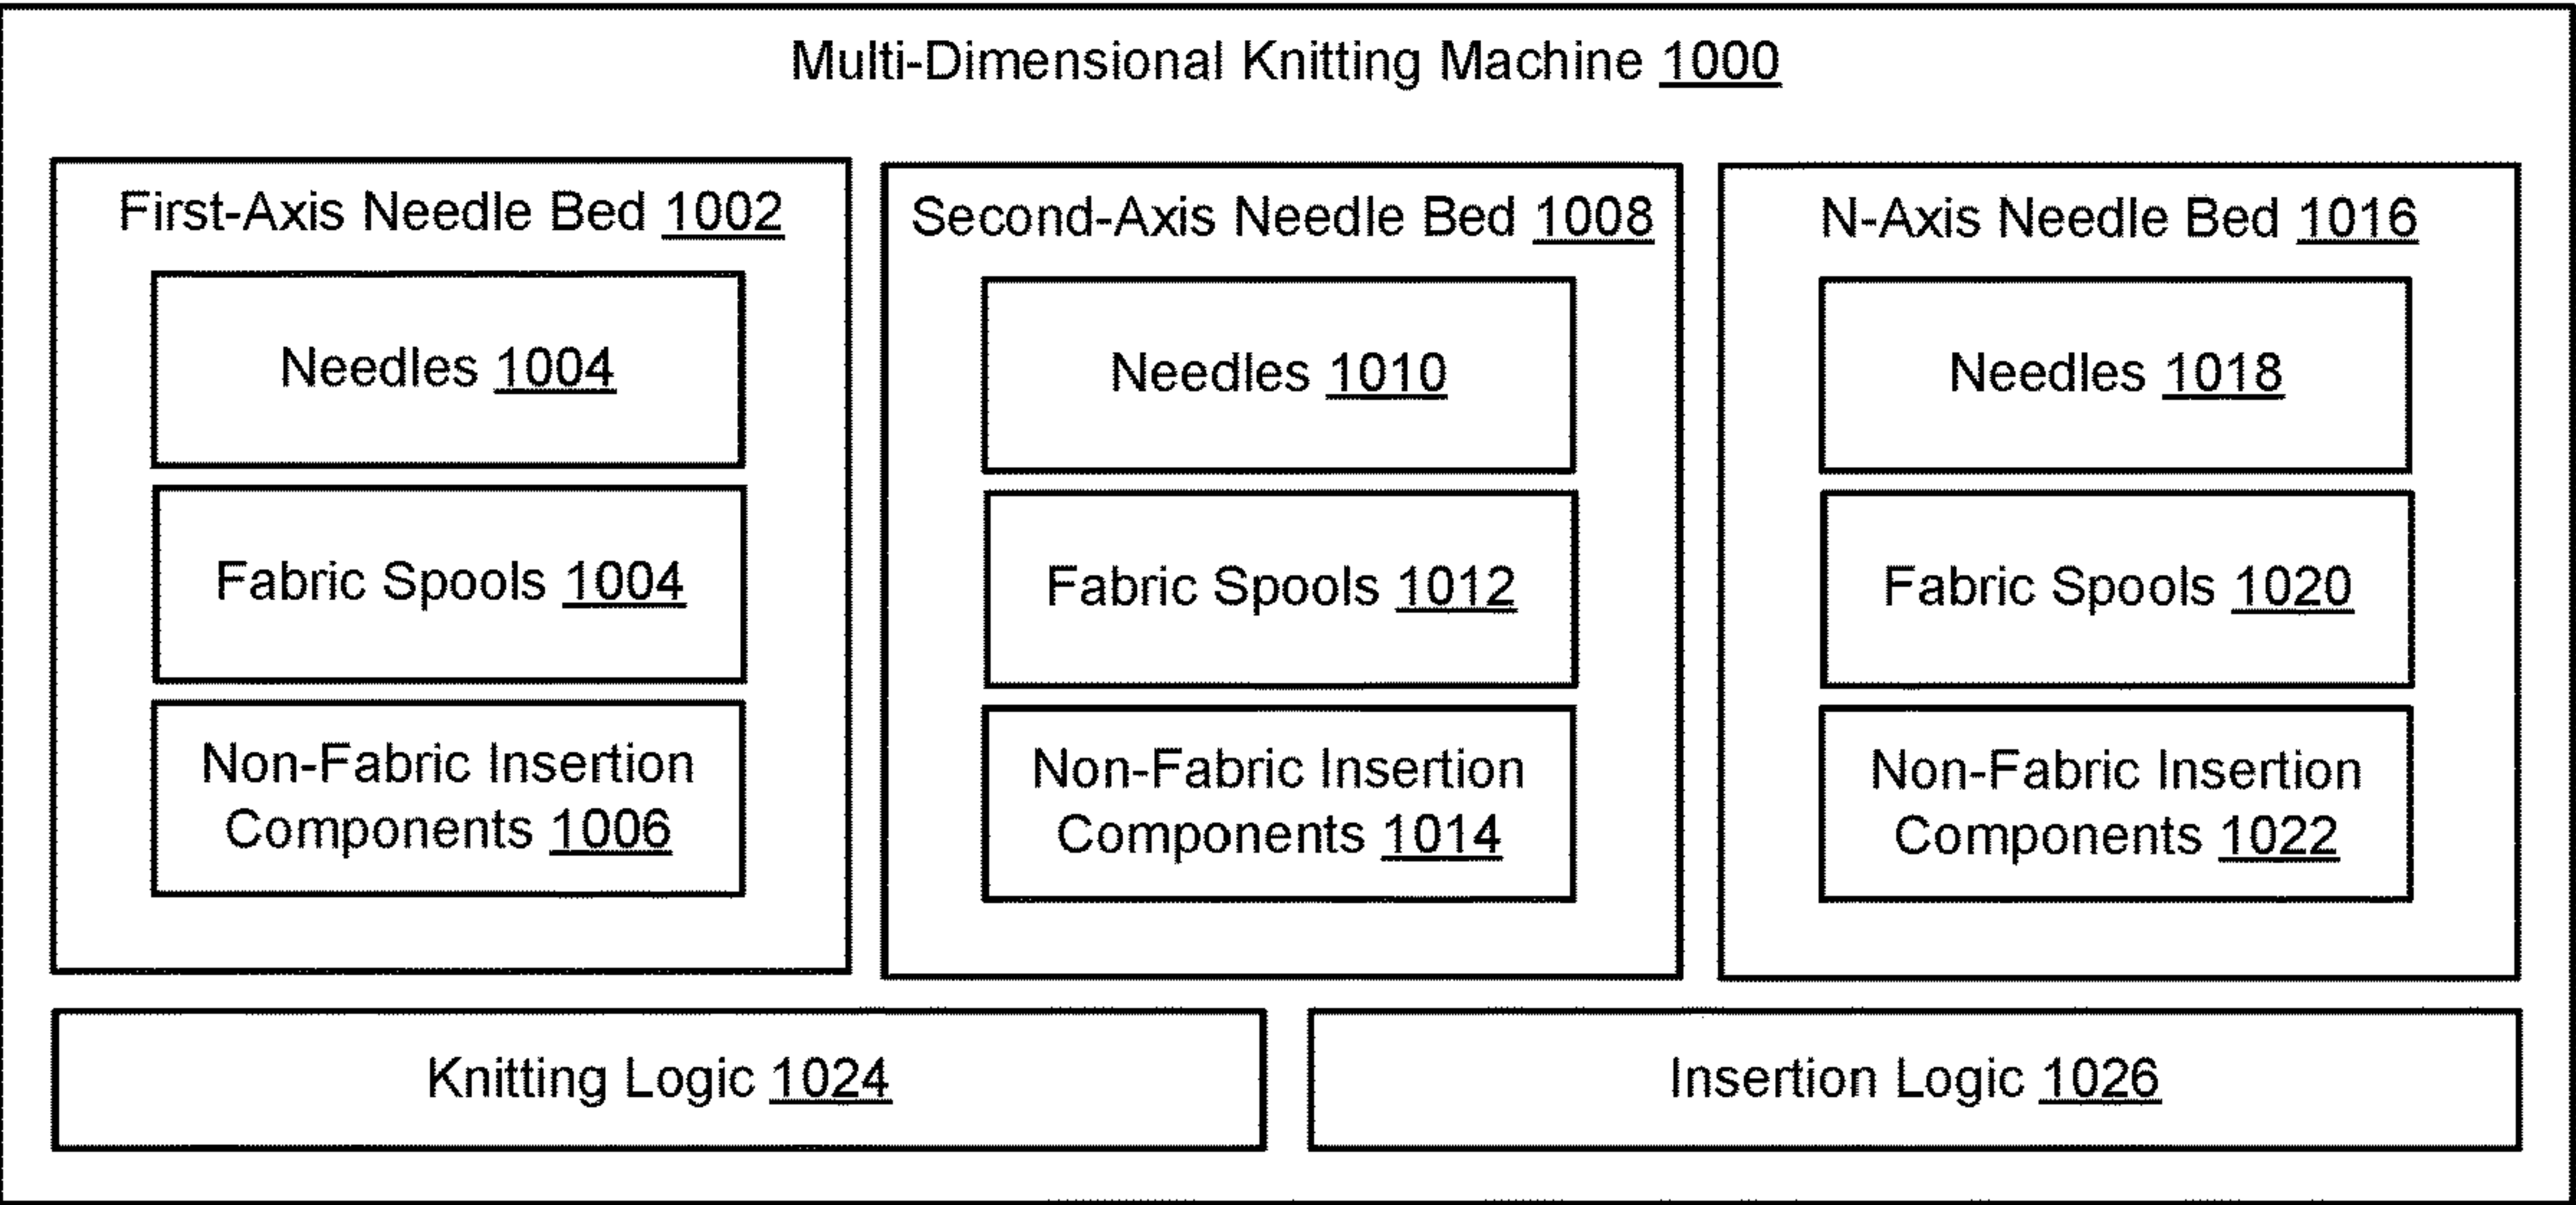 Multi-Dimensional Knitting Machine 1000
First-Axis Needle Bed 1002
Needles 1004
Fabric Spools 1004
Non-Fabric Insertion
Components 1006
Second-Axis Needle Bed 1008
Needles 1010
Fabric Spools 1012
Non-Fabric Insertion
Components 1014
N-Axis Needle Bed 1016
Needles 1018
Fabric Spools 1020
Non-Fabric Insertion
Components 1022
Knitting Logic 1024
Insertion Logic 1026